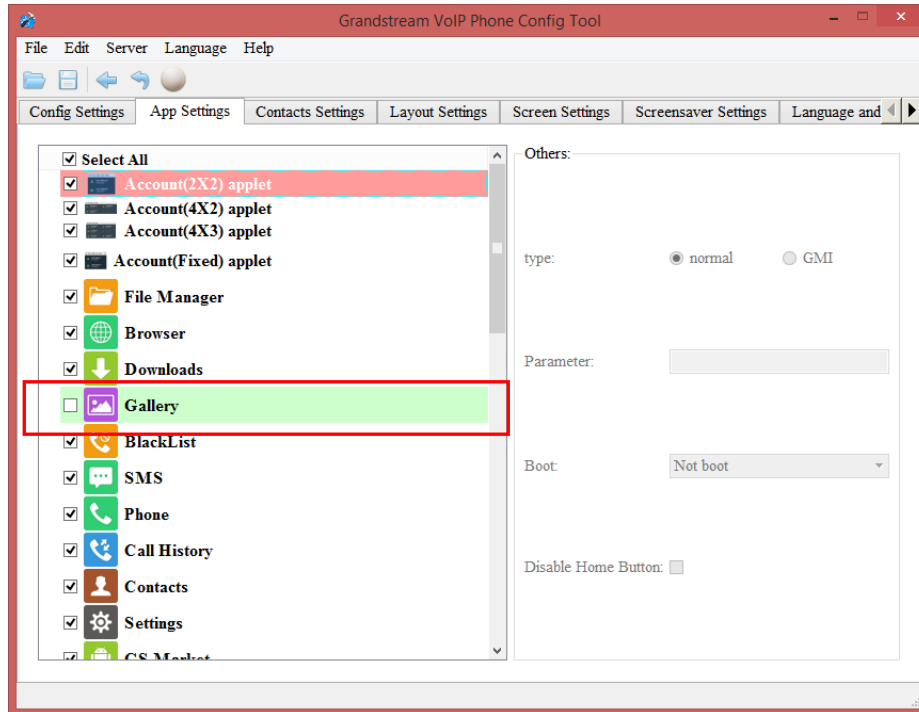 Grandstream VoIP Phone Config Tool
File Edit Server Language Help
Config Settings App Settings Contacts Settings Layout Settings Screen Settings Screensaver Settings Language and
Select All
Account(2X2) applet
Account(4X2) applet
Account(4X3) applet
Account(Fixed) applet
File Manager
Browser
Downloads
Gallery
BlackList
SMS
Phone
Call History
Contacts
Settings
GS Market
Others:
type: normal GMI
Parameter:
Boot: Not boot
Disable Home Button: